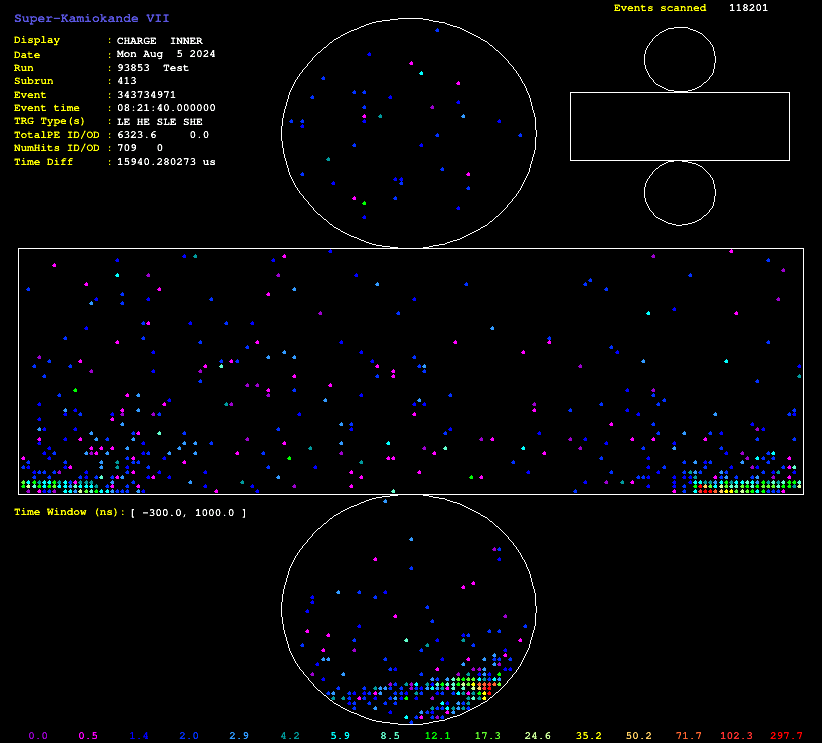 Super-Kamiokande VII
Events scanned 118201
Display : CHARGE INNER
Date : Mon Aug 5 2024
Run : 93853 Test
Subrun : 413
Event : 343734971
Event time : 08:21:40.000000
TRG Type(s) : LE HE SLE SHE
TotalPE ID/OD : 6323.6 0.0
NumHits ID/OD : 709 0
Time Diff : 15940.280273 us
Time Window (ns): [ -300.0, 1000.0 ]
0.0 0.5 1.4 2.0 2.9 4.2 5.9 8.5 12.1 17.3 24.6 35.2 50.2 71.7 102.3 297.7